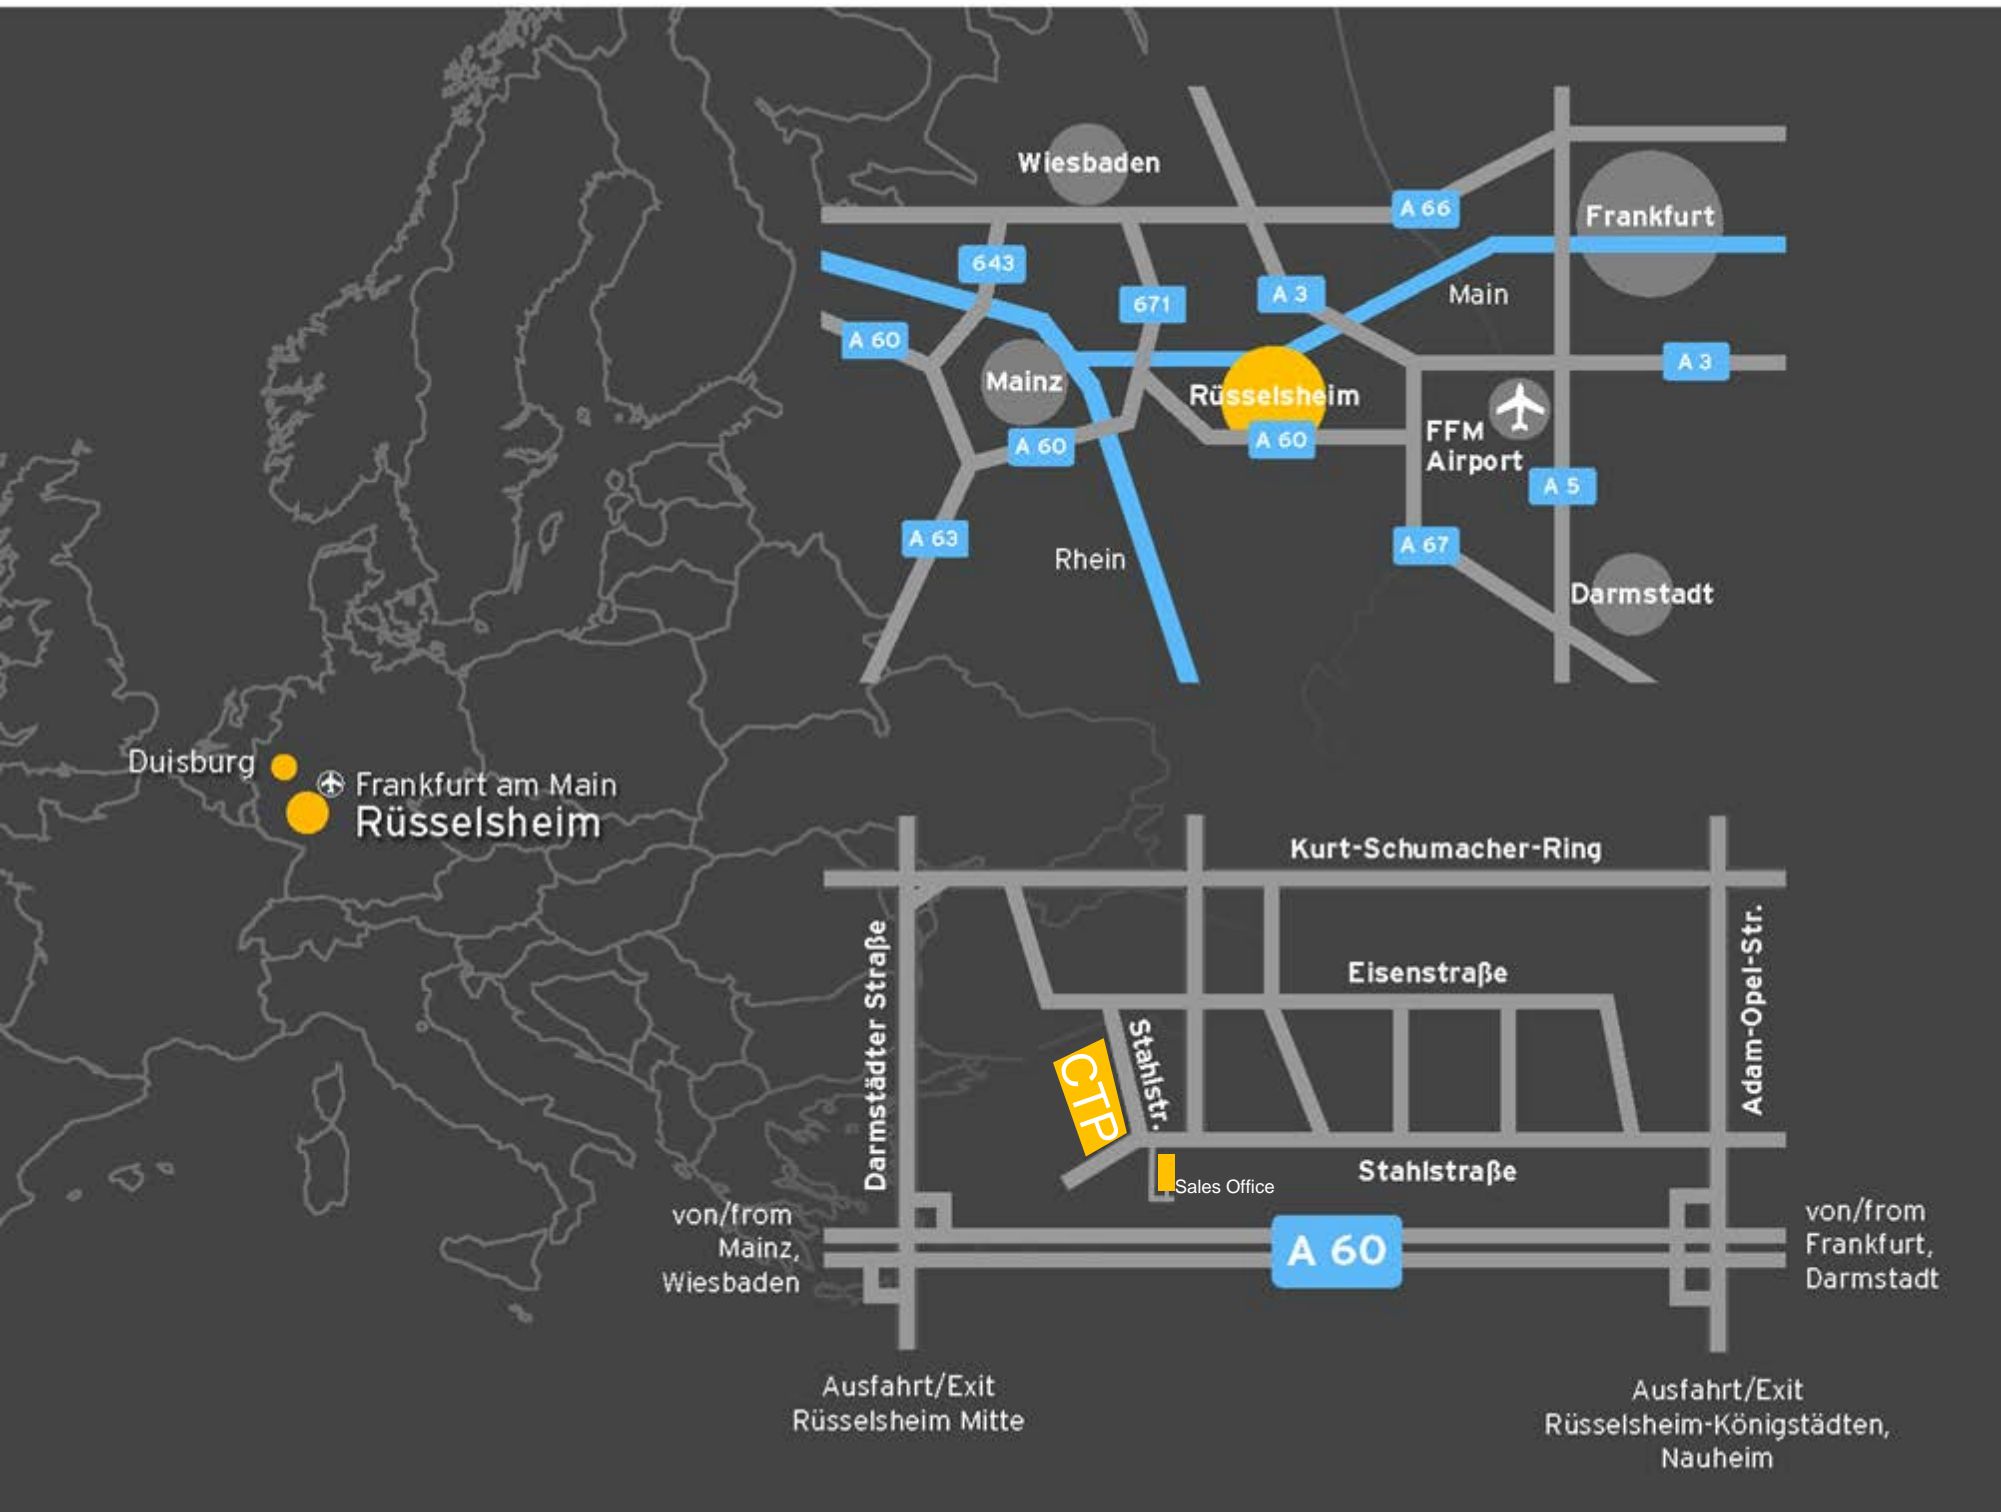 Wiesbaden
A 66
Frankfurt
643
671
A 3
Main
A 60
Mainz
Rüsselsheim
A 3
A 60
A 60
FFM
Airport
A 5
A 63
Rhein
A 67
Darmstadt
Duisburg
Frankfurt am Main
Rüsselsheim
Kurt-Schumacher-Ring
Darmstädter Straße
Eisenstraße
Adam-Opel-Str.
Stahlstr.
CTP
Stahlstraße
Sales Office
von/from
Mainz,
Wiesbaden
A 60
von/from
Frankfurt,
Darmstadt
Ausfahrt/Exit
Rüsselsheim Mitte
Ausfahrt/Exit
Rüsselsheim-Königstädten,
Nauheim